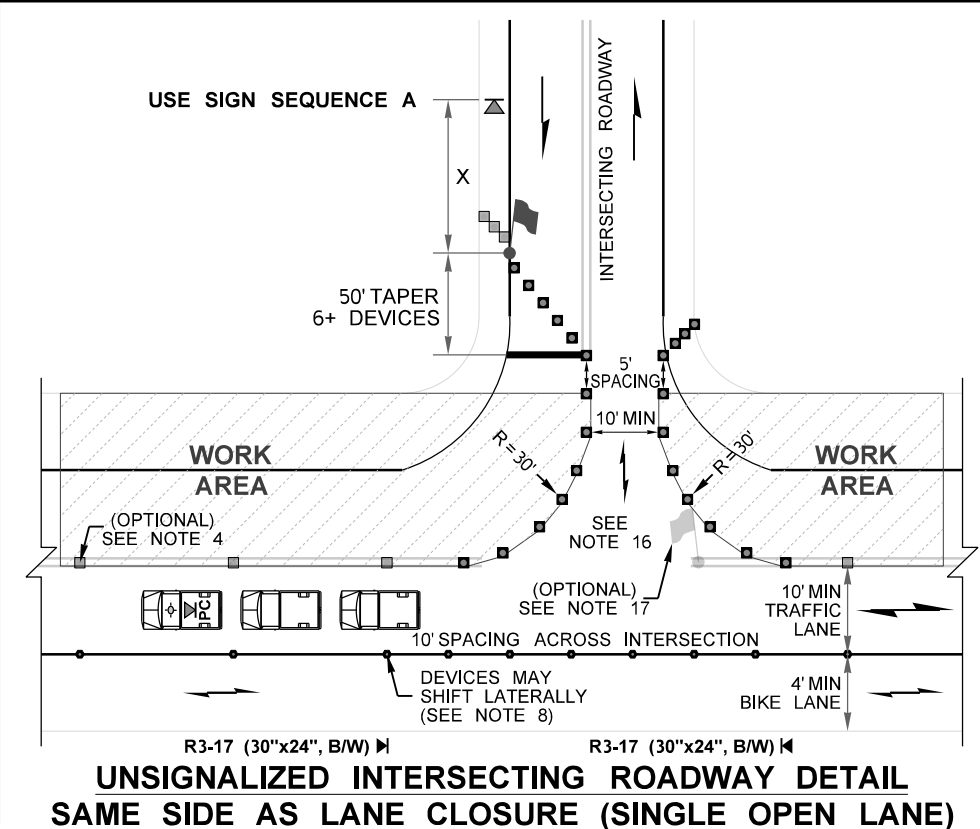 USE SIGN SEQUENCE A
X
INTERSECTING ROADWAY
50' TAPER
6+ DEVICES
5'
SPACING
10' MIN
WORK
AREA
R=30'
R=30'
WORK
AREA
(OPTIONAL)
SEE NOTE 4
SEE
NOTE 16
(OPTIONAL)
SEE NOTE 17
10' MIN
TRAFFIC
LANE
PC
10' SPACING ACROSS INTERSECTION
DEVICES MAY
SHIFT LATERALLY
(SEE NOTE 8)
4' MIN
BIKE LANE
R3-17 (30"x24", B/W)
R3-17 (30"x24", B/W)
UNSIGNALIZED INTERSECTING ROADWAY DETAIL
SAME SIDE AS LANE CLOSURE (SINGLE OPEN LANE)